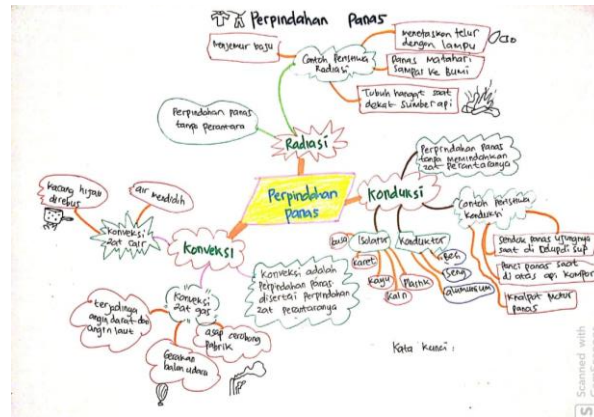 Perpindahan Panas
Menjemur baju
Contoh Peristiwa
Radiasi
menetaskan telur
dengan lampu
Panas Matahari
Sampai Ke Bumi
Tubuh hangat saat
dekat sumber api
Perpindahan panas
tanpa perantara
Radiasi
Perpindahan
panas
Perpindahan panas
tanpa memindahkan
zat perantaranya
Konduksi
Contoh Peristiwa
Konduksi
Sendok panas ujungnya
saat di
Panci panas saat
di atas api kompor
Knalpot Motor
panas
Isolator
Konduktor
busa
karet
kayu
kain
Plastik
Besi
Seng
alumunium
kacang hijau
direbus
air mendidih
Konveksi
zat cair
Konveksi
Konveksi adalah
Perpindahan panas
disertai perpindahan
zat perantaranya
Konveksi
zat gas
terjadinya
angin darat dan
angin laut
Gerakan
balon udara
asap cerobong
pabrik
Kata kunci :
Scanned with